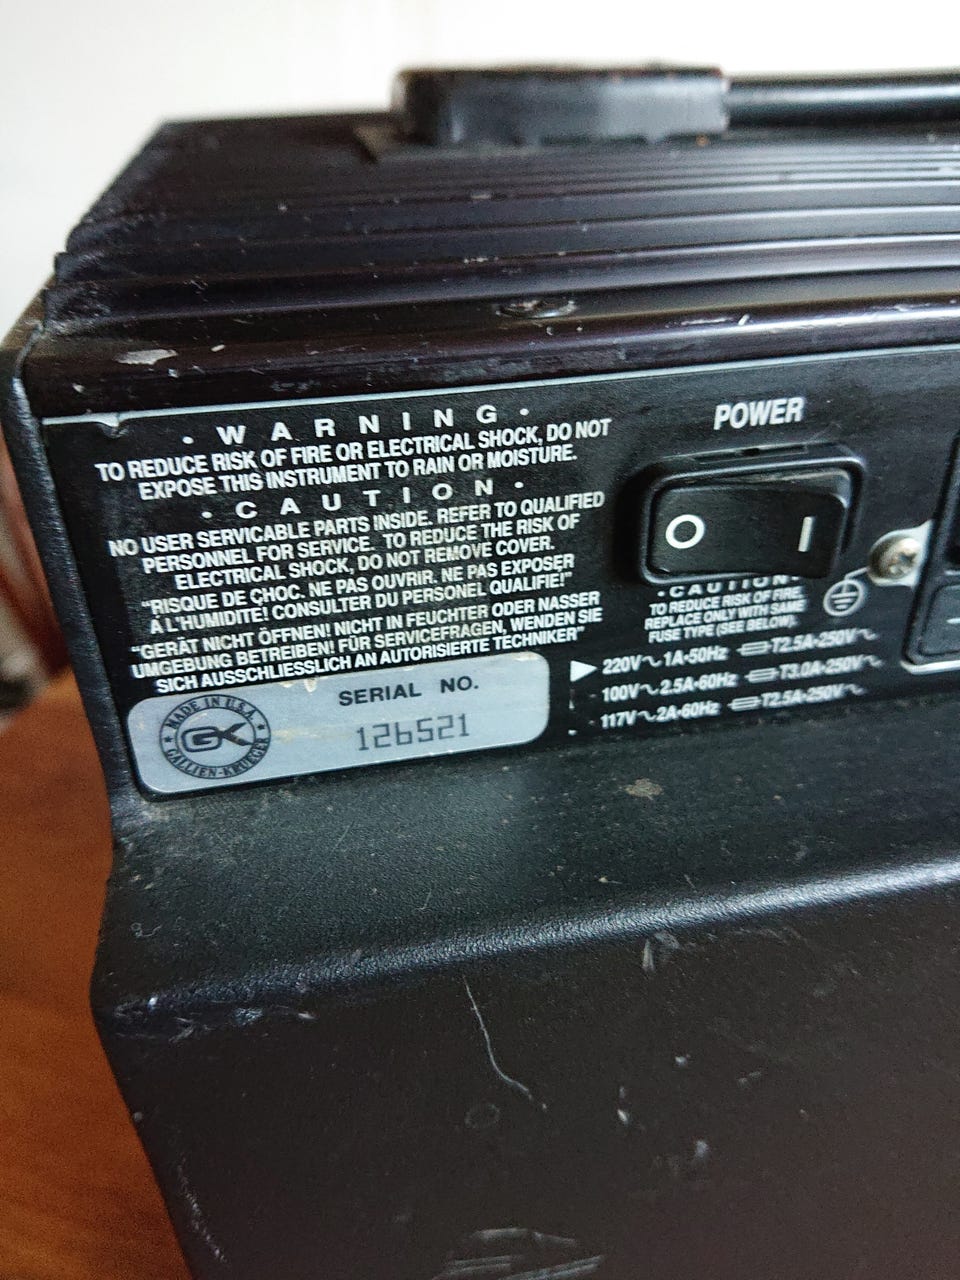 • W A R N I N G •
TO REDUCE RISK OF FIRE OR ELECTRICAL SHOCK, DO NOT
EXPOSE THIS INSTRUMENT TO RAIN OR MOISTURE.
• C A U T I O N •
NO USER SERVICABLE PARTS INSIDE. REFER TO QUALIFIED
PERSONNEL FOR SERVICE. TO REDUCE THE RISK OF
ELECTRICAL SHOCK, DO NOT REMOVE COVER.
"RISQUE DE ÇHOC. NE PAS OUVRIR. NE PAS EXPOSER
A L'HUMIDITE! CONSULTER DU PERSONEL QUALIFIE!"
"GERÄT NICHT ÖFFNEN! NICHT IN FEUCHTER ODER NASSER
UMGEBUNG BETREIBEN! FÜR SERVICEFRAGEN, WENDEN SIE
SICH AUSSCHLIESSLICH AN AUTORISIERTE TECHNIKER"
MADE IN U.S.A.
GK
GALLIEN-KRUEGER
SERIAL NO.
126521
POWER
O I
• C A U T I O N •
TO REDUCE RISK OF FIRE,
REPLACE ONLY WITH SAME
FUSE TYPE (SEE BELOW).
220V~1A•50Hz T2.5A•250V~
100V~2.5A•60Hz T3.0A•250V~
117V~2A•60Hz T2.5A•250V~